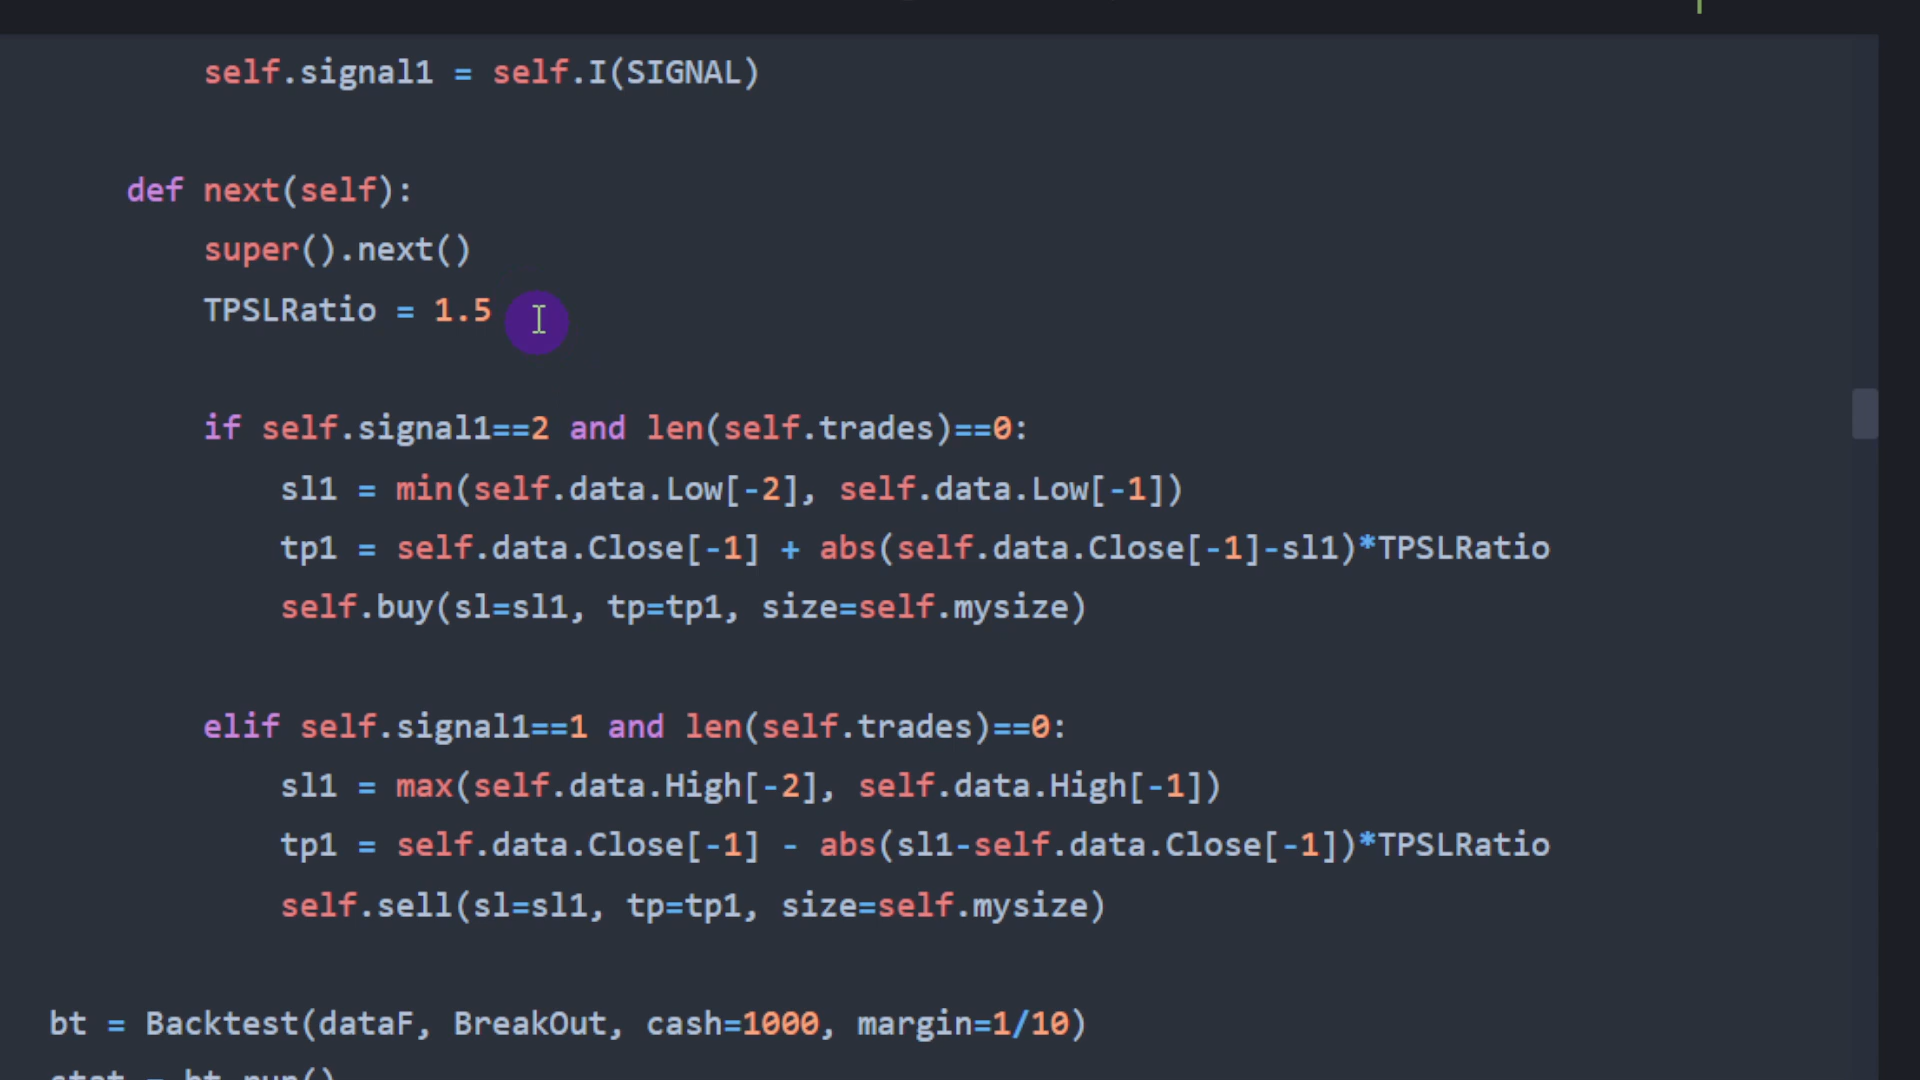 self.signal1 = self.I(SIGNAL)
def next(self):
super().next()
TPSLRatio = 1.5
if self.signal1==2 and len(self.trades)==0:
sl1 = min(self.data.Low[-2], self.data.Low[-1])
tp1 = self.data.Close[-1] + abs(self.data.Close[-1]-sl1)*TPSLRatio
self.buy(sl=sl1, tp=tp1, size=self.mysize)
elif self.signal1==1 and len(self.trades)==0:
sl1 = max(self.data.High[-2], self.data.High[-1])
tp1 = self.data.Close[-1] - abs(sl1-self.data.Close[-1])*TPSLRatio
self.sell(sl=sl1, tp=tp1, size=self.mysize)
bt = Backtest(dataF, BreakOut, cash=1000, margin=1/10)
stat = bt.run()